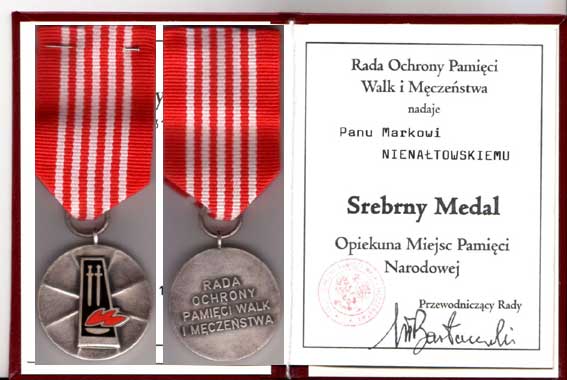 RADA
OCHRONY
PAMIĘCI WALK
I MĘCZEŃSTWA
Rada Ochrony Pamięci
Walk i Męczeństwa
nadaje
Panu Markowi
NIENAŁTOWSKIEMU
Srebrny Medal
Opiekuna Miejsc Pamięci
Narodowej
Przewodniczący Rady